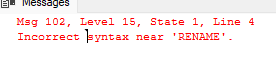 Messages
Msg 102, Level 15, State 1, Line 4
Incorrect syntax near 'RENAME'.